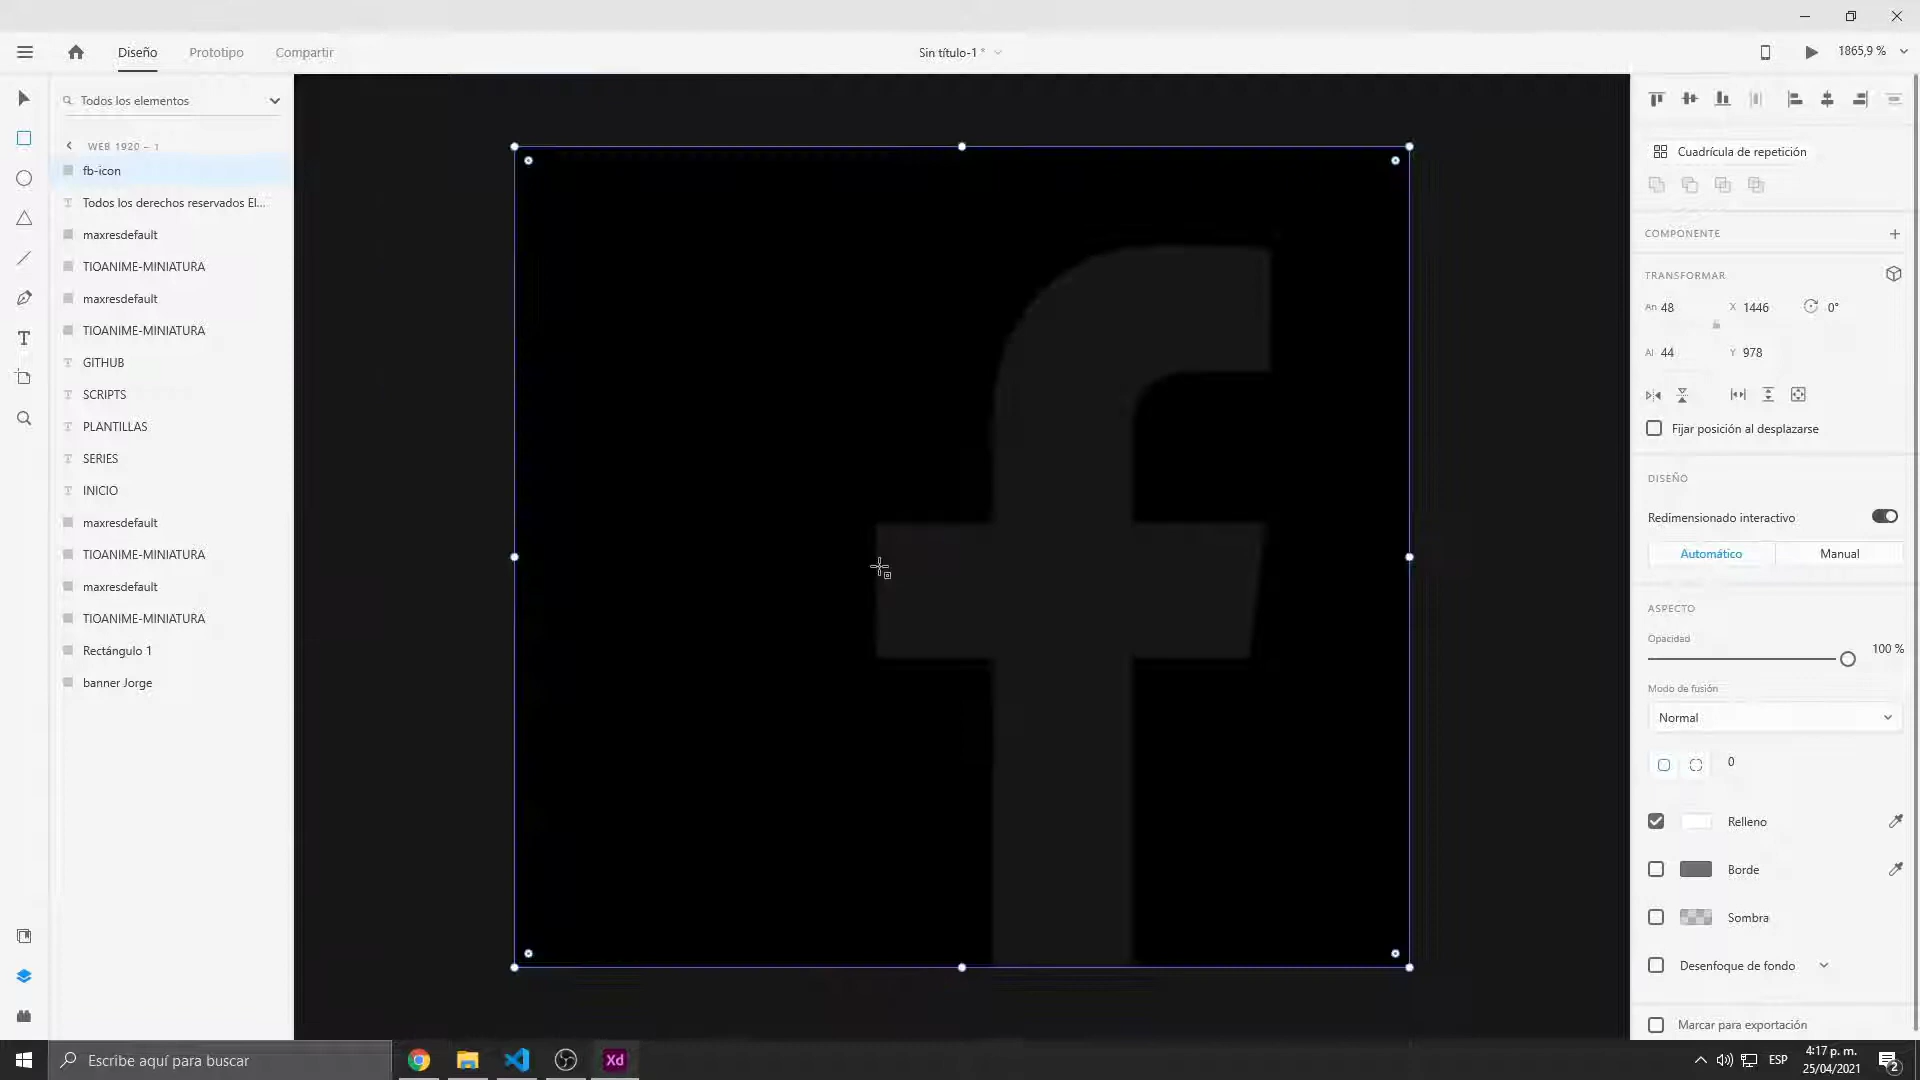 Diseño
Prototipo
Compartir
Sin título-1 *
1865,9 %
Todos los elementos
WEB 1920 – 1
fb-icon
Todos los derechos reservados El...
maxresdefault
TIOANIME-MINIATURA
maxresdefault
TIOANIME-MINIATURA
GITHUB
SCRIPTS
PLANTILLAS
SERIES
INICIO
maxresdefault
TIOANIME-MINIATURA
maxresdefault
TIOANIME-MINIATURA
Rectángulo 1
banner Jorge
Cuadrícula de repetición
COMPONENTE
TRANSFORMAR
An 48 X 1446 0°
Al 44 Y 978
Fijar posición al desplazarse
DISEÑO
Redimensionado interactivo
Automático Manual
ASPECTO
Opacidad
100 %
Modo de fusión
Normal
0
Relleno
Borde
Sombra
Desenfoque de fondo
Marcar para exportación
Escribe aquí para buscar
Xd
ESP
4:17 p. m.
25/04/2021
2